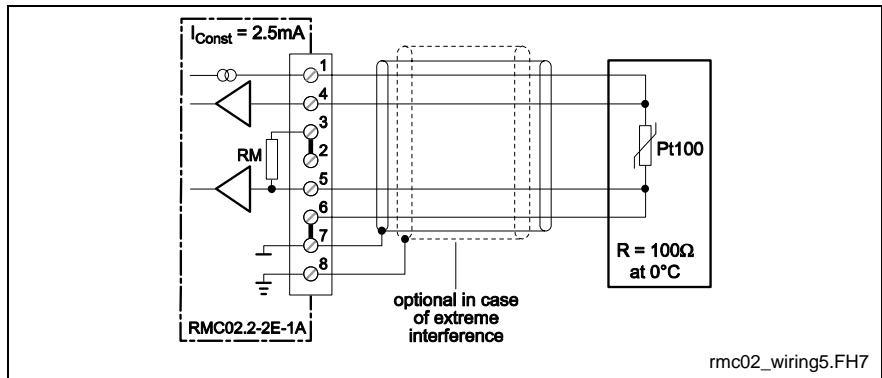 IConst = 2.5mA
1
4
3
RM
2
Pt100
5
6
7
8
R = 100Ω
at 0°C
optional in case
of extreme
interference
RMC02.2-2E-1A
rmc02_wiring5.FH7